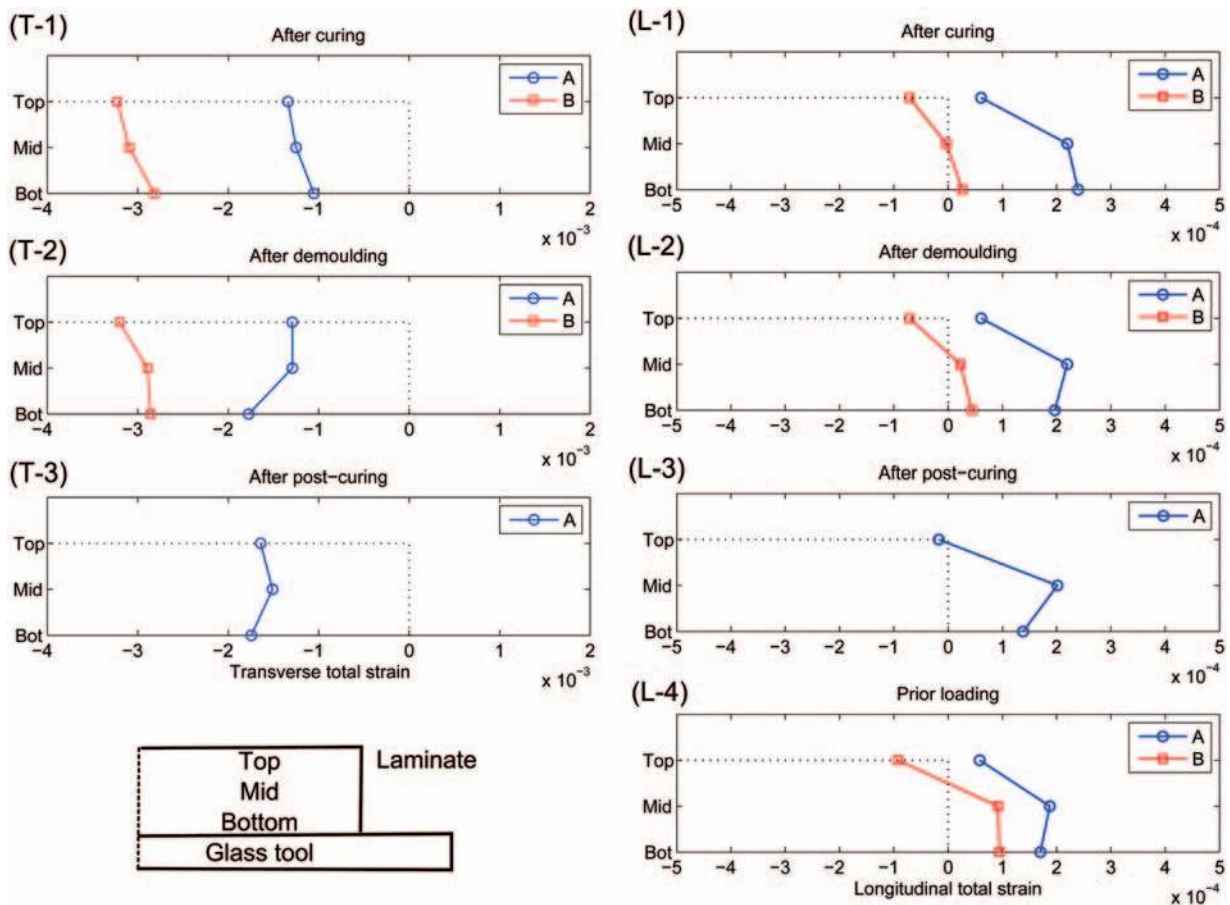 (T-1)
After curing
A
B
Top
Mid
Bot
−4 −3 −2 −1 0 1 2
x 10⁻³
(T-2)
After demoulding
A
B
Top
Mid
Bot
−4 −3 −2 −1 0 1 2
x 10⁻³
(T-3)
After post−curing
A
Top
Mid
Bot
−4 −3 −2 −1 0 1 2
Transverse total strain
x 10⁻³
Top
Mid
Bottom
Laminate
Glass tool
(L-1)
After curing
A
B
Top
Mid
Bot
−5 −4 −3 −2 −1 0 1 2 3 4 5
x 10⁻⁴
(L-2)
After demoulding
A
B
Top
Mid
Bot
−5 −4 −3 −2 −1 0 1 2 3 4 5
x 10⁻⁴
(L-3)
After post−curing
A
Top
Mid
Bot
−5 −4 −3 −2 −1 0 1 2 3 4 5
x 10⁻⁴
(L-4)
Prior loading
A
B
Top
Mid
Bot
−5 −4 −3 −2 −1 0 1 2 3 4 5
Longitudinal total strain
x 10⁻⁴